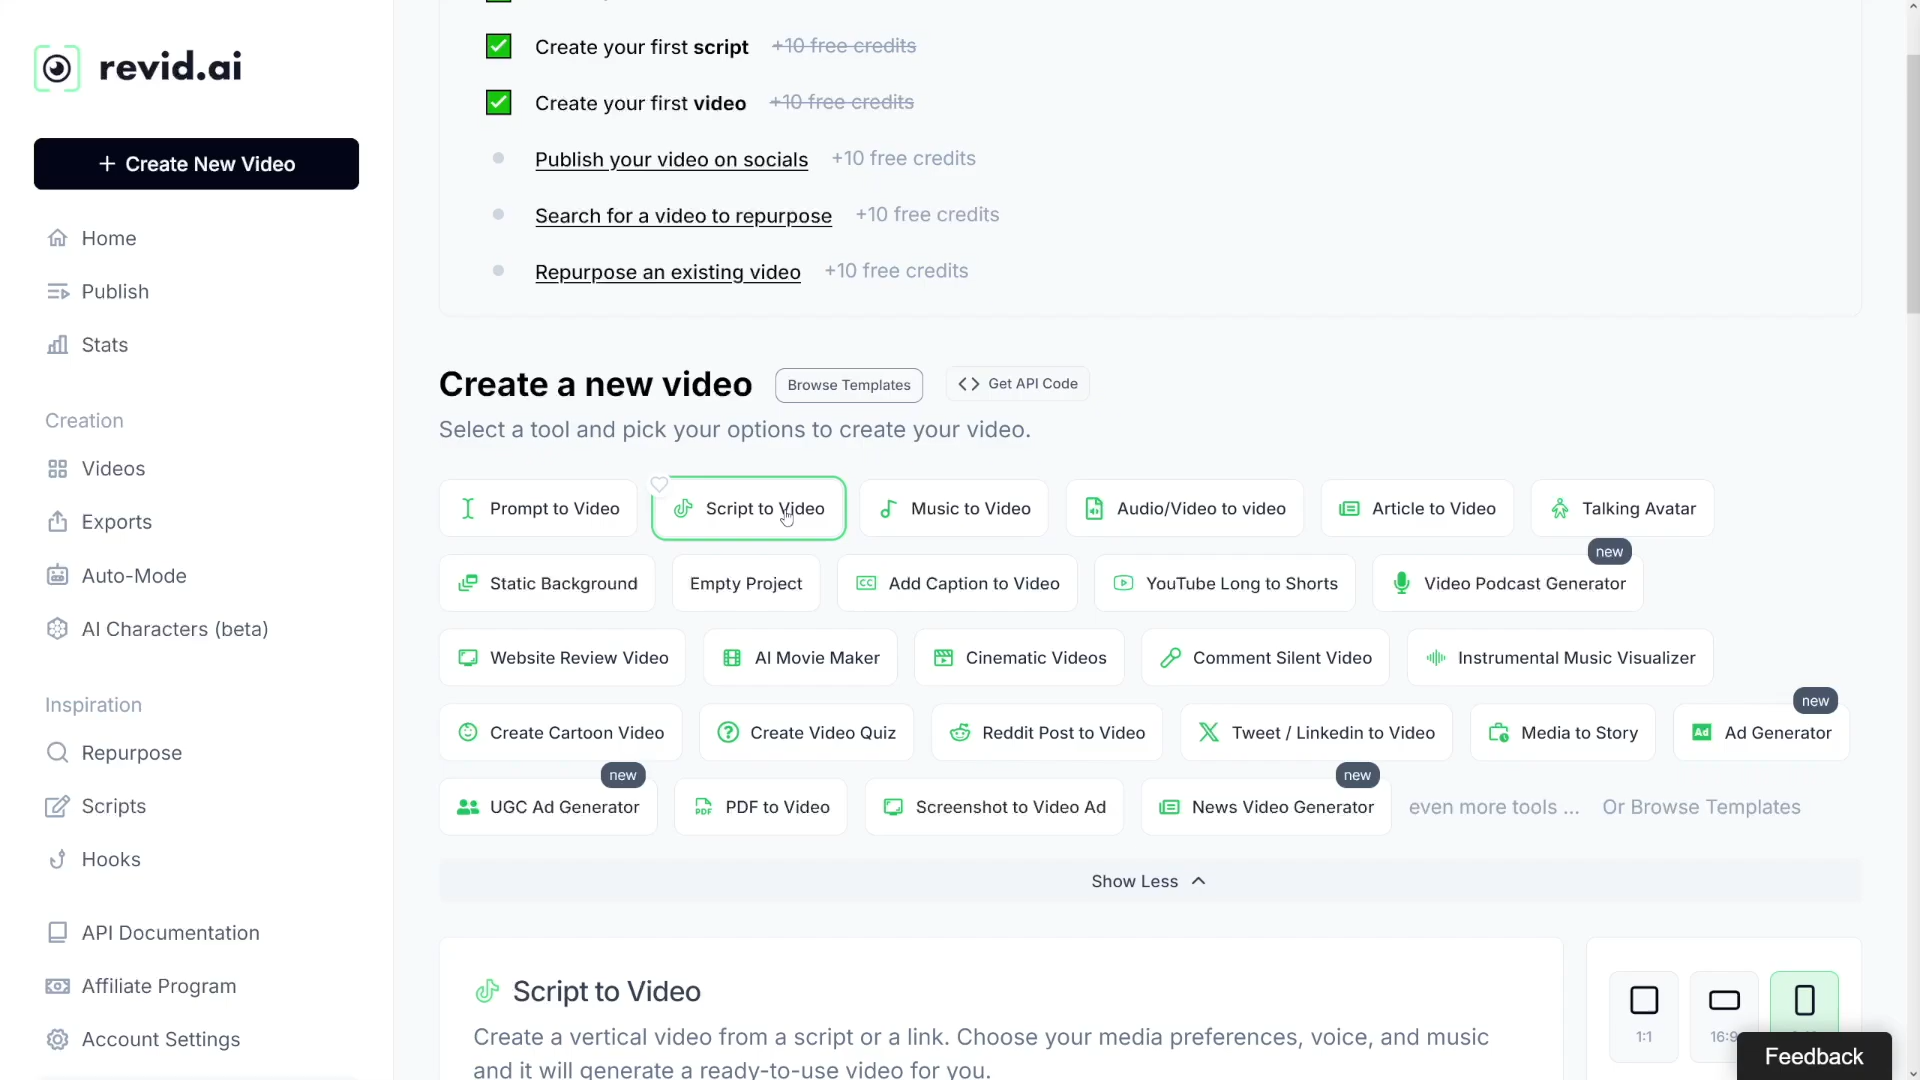 revid.ai
+ Create New Video
Home
Publish
Stats
Creation
Videos
Exports
Auto-Mode
AI Characters (beta)
Inspiration
Repurpose
Scripts
Hooks
API Documentation
Affiliate Program
Account Settings
Create your first script +10 free credits
Create your first video +10 free credits
Publish your video on socials +10 free credits
Search for a video to repurpose +10 free credits
Repurpose an existing video +10 free credits
Create a new video Browse Templates <> Get API Code
Select a tool and pick your options to create your video.
Prompt to Video Script to Video Music to Video Audio/Video to video Article to Video Talking Avatar
new
Static Background Empty Project CC Add Caption to Video YouTube Long to Shorts Video Podcast Generator
Website Review Video AI Movie Maker Cinematic Videos Comment Silent Video Instrumental Music Visualizer
new
Create Cartoon Video Create Video Quiz Reddit Post to Video Tweet / Linkedin to Video Media to Story Ad Ad Generator
new new
UGC Ad Generator PDF PDF to Video Screenshot to Video Ad News Video Generator even more tools ... Or Browse Templates
Show Less
Script to Video
Create a vertical video from a script or a link. Choose your media preferences, voice, and music
and it will generate a ready-to-use video for you.
1:1 16:9
Feedback